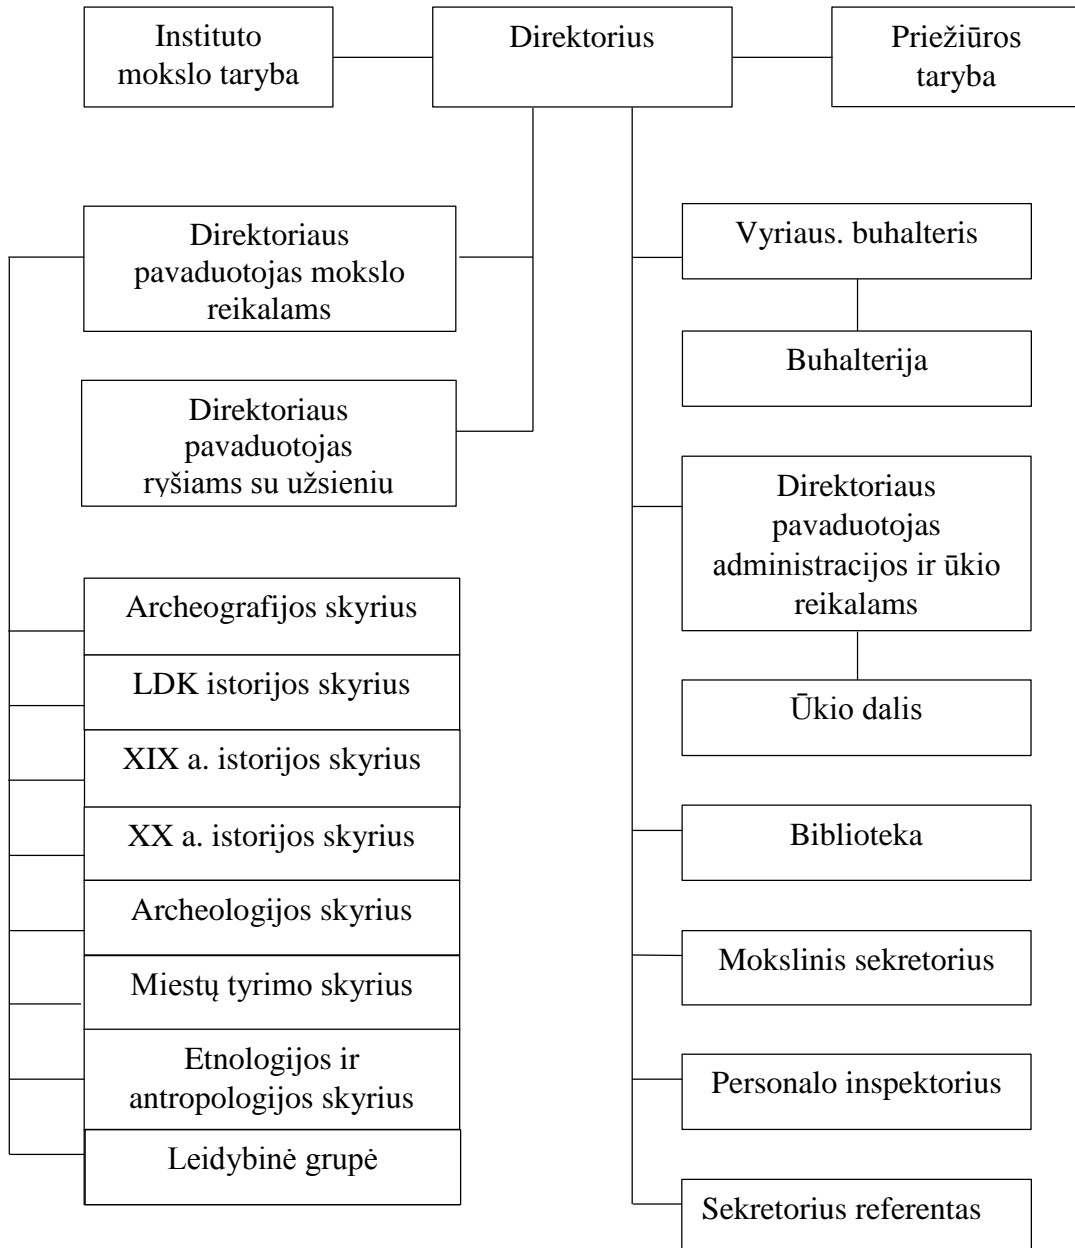 Instituto
mokslo taryba
Direktorius
Priežiūros
taryba
Direktoriaus
pavaduotojas mokslo
reikalams
Direktoriaus
pavaduotojas
ryšiams su užsieniu
Archeografijos skyrius
LDK istorijos skyrius
XIX a. istorijos skyrius
XX a. istorijos skyrius
Archeologijos skyrius
Miestų tyrimo skyrius
Etnologijos ir
antropologijos skyrius
Leidybinė grupė
Vyriaus. buhalteris
Buhalterija
Direktoriaus
pavaduotojas
administracijos ir ūkio
reikalams
Ūkio dalis
Biblioteka
Mokslinis sekretorius
Personalo inspektorius
Sekretorius referentas